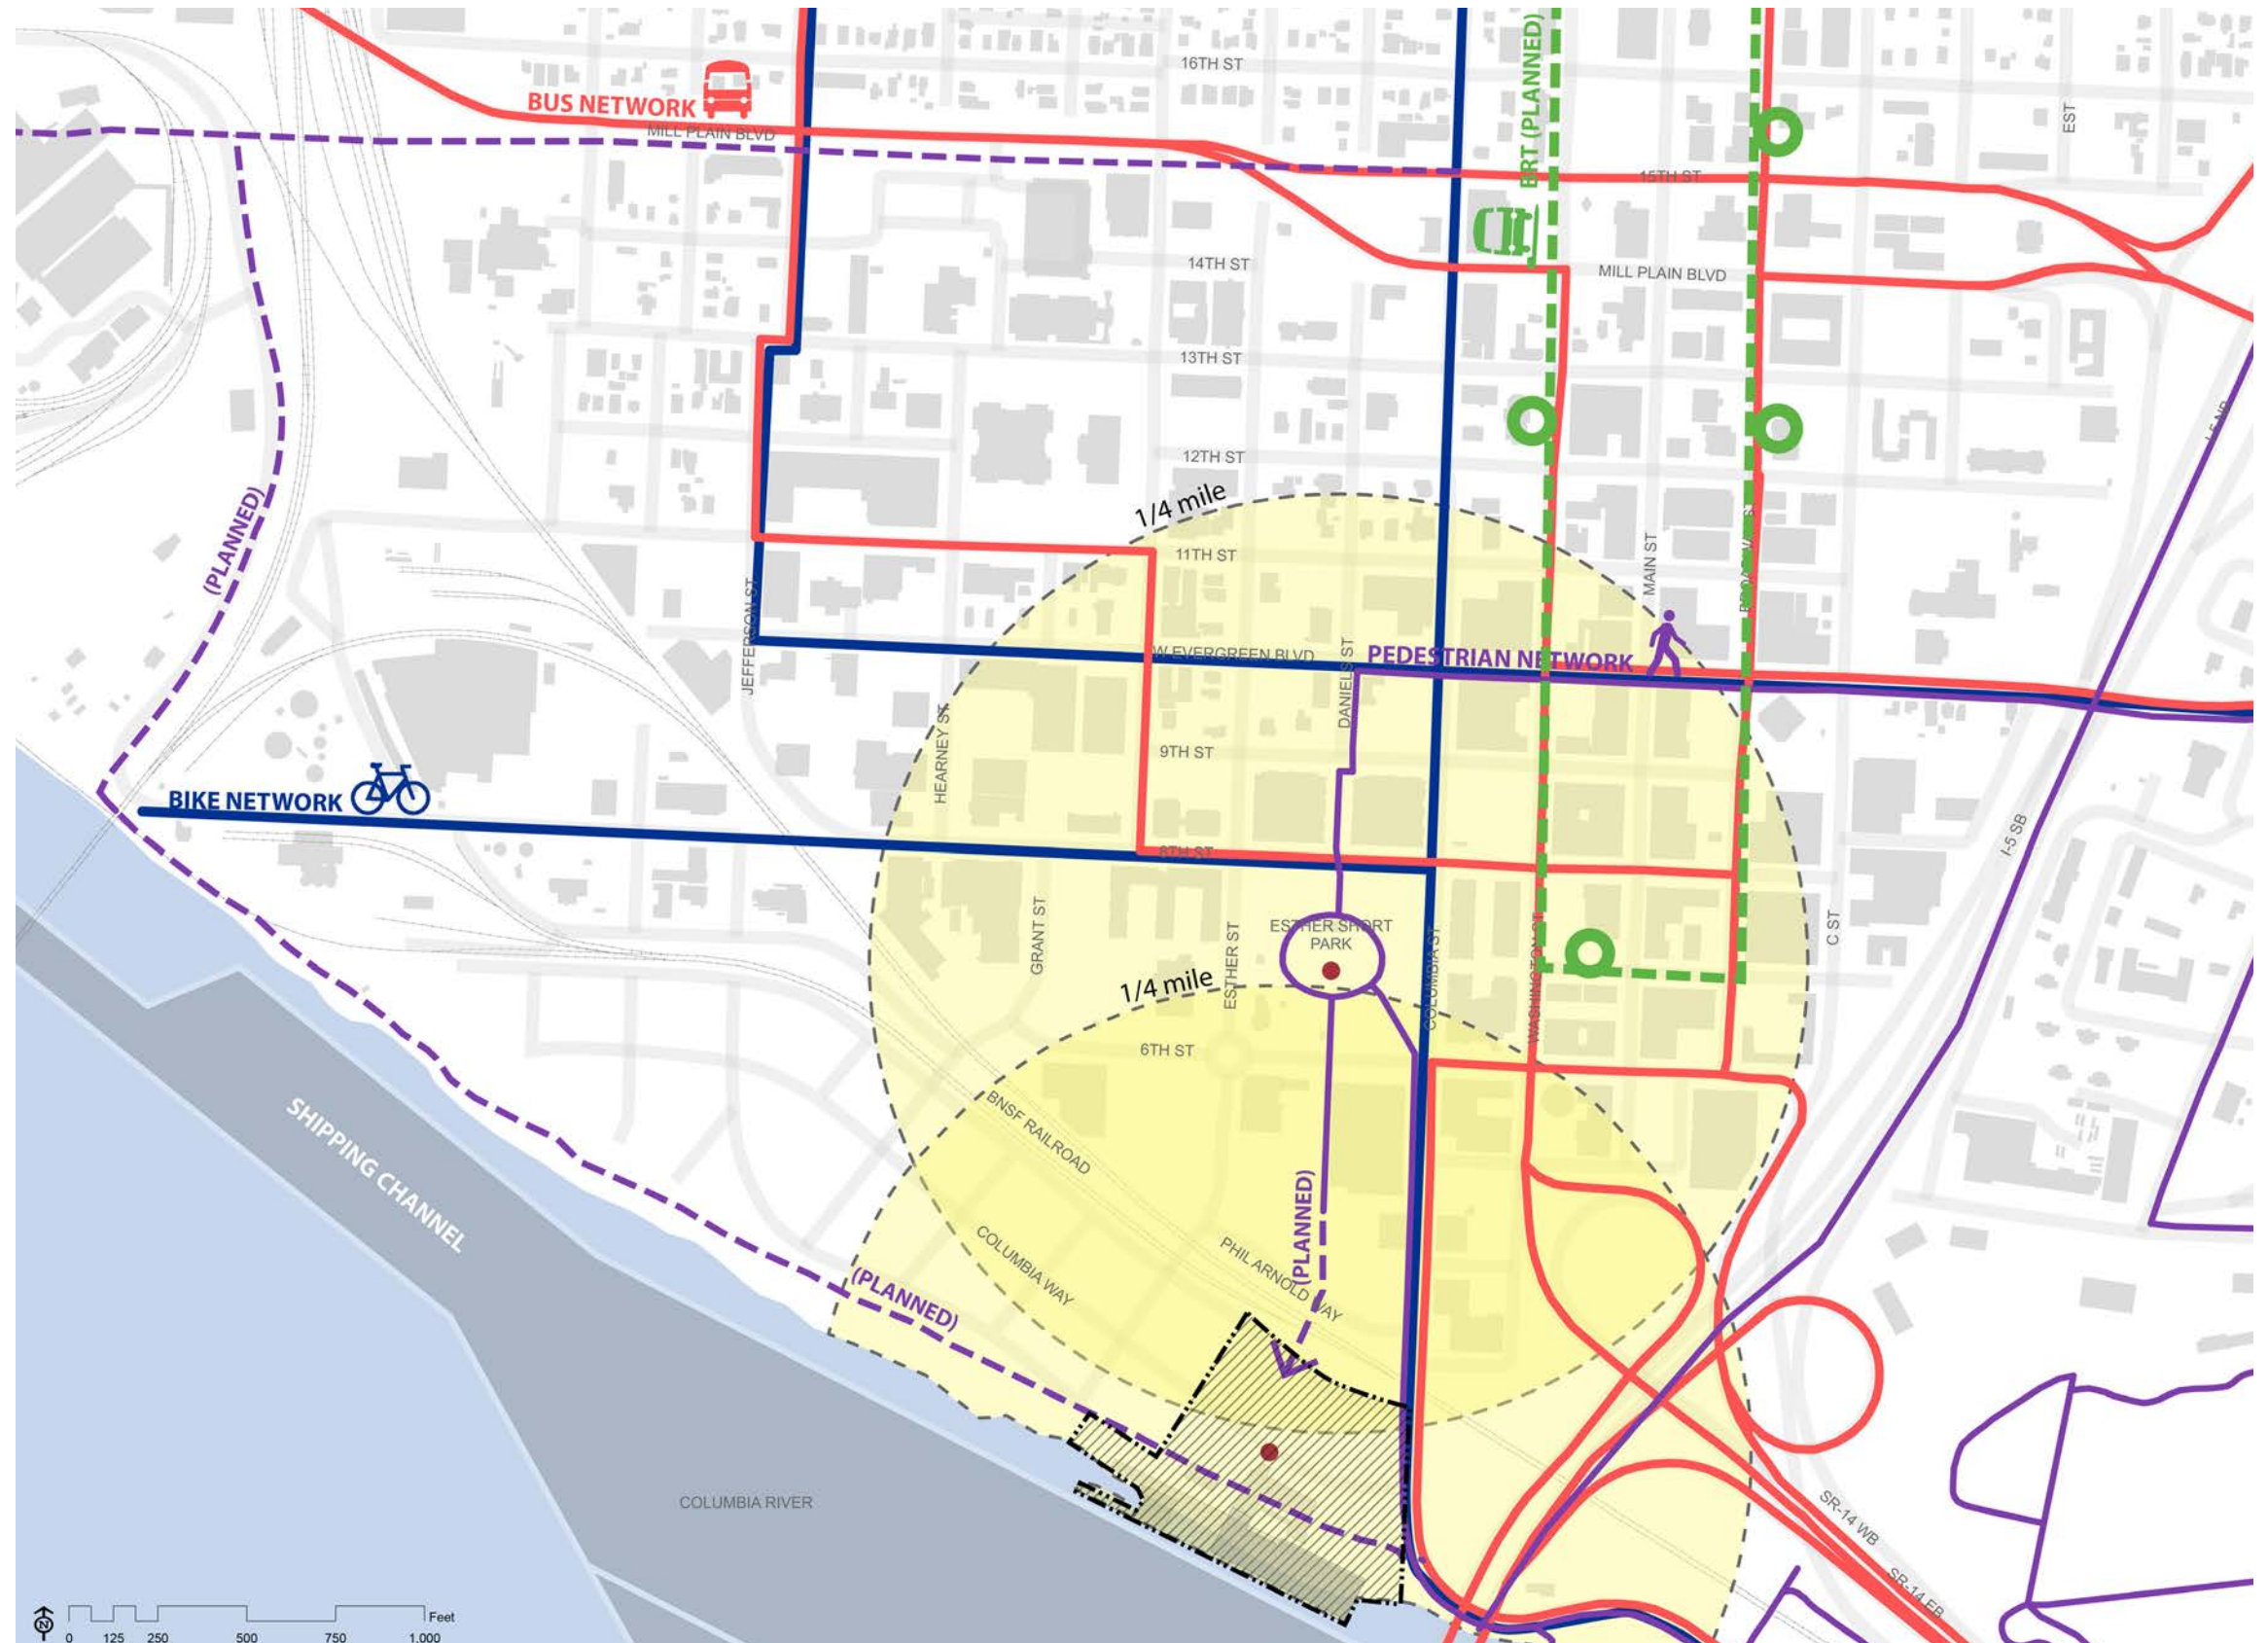 16TH ST
BRT (PLANNED)
BUS NETWORK
MILL PLAIN BLVD
EST
15TH ST
14TH ST
MILL PLAIN BLVD
13TH ST
I-5 NB
12TH ST
1/4 mile
(PLANNED)
11TH ST
MAIN ST
JEFFERSON ST
W EVERGREEN BLVD
DANIELS ST
PEDESTRIAN NETWORK
HEARNEY ST
9TH ST
BIKE NETWORK
I-5 SB
8TH ST
GRANT ST
ESTHER ST
ESTHER SHORT
PARK
COLUMBIA ST
WASHINGTON ST
C ST
1/4 mile
6TH ST
BNSF RAILROAD
SHIPPING CHANNEL
(PLANNED)
COLUMBIA WAY
PHIL ARNOLD WAY
(PLANNED)
COLUMBIA RIVER
SR-14 WB
SR-14 EB
N
Feet
0 125 250 500 750 1,000